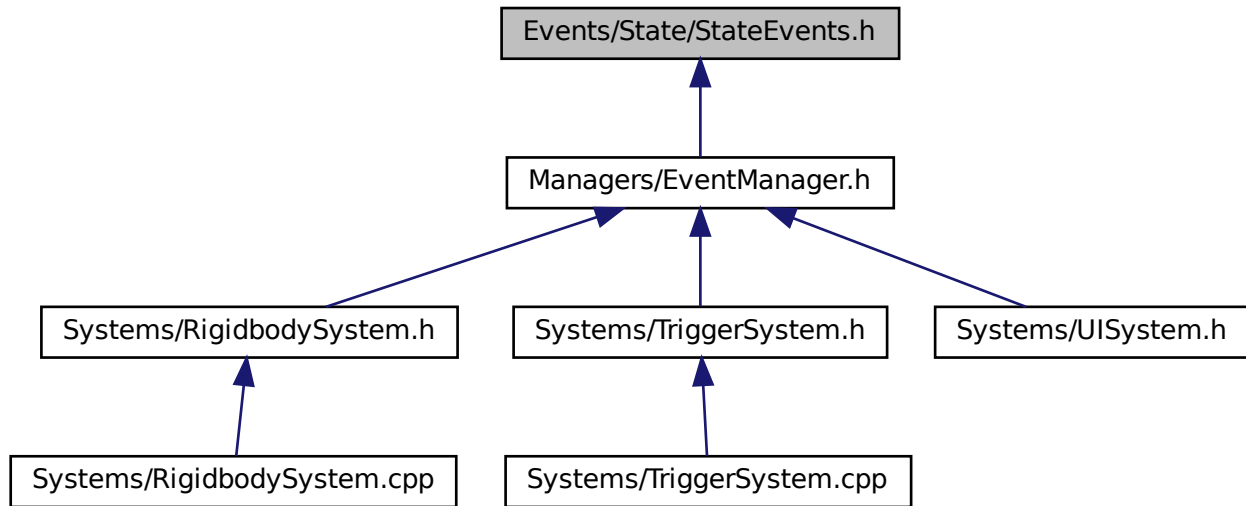 Events/State/StateEvents.h
Managers/EventManager.h
Systems/RigidbodySystem.h
Systems/TriggerSystem.h
Systems/UISystem.h
Systems/RigidbodySystem.cpp
Systems/TriggerSystem.cpp